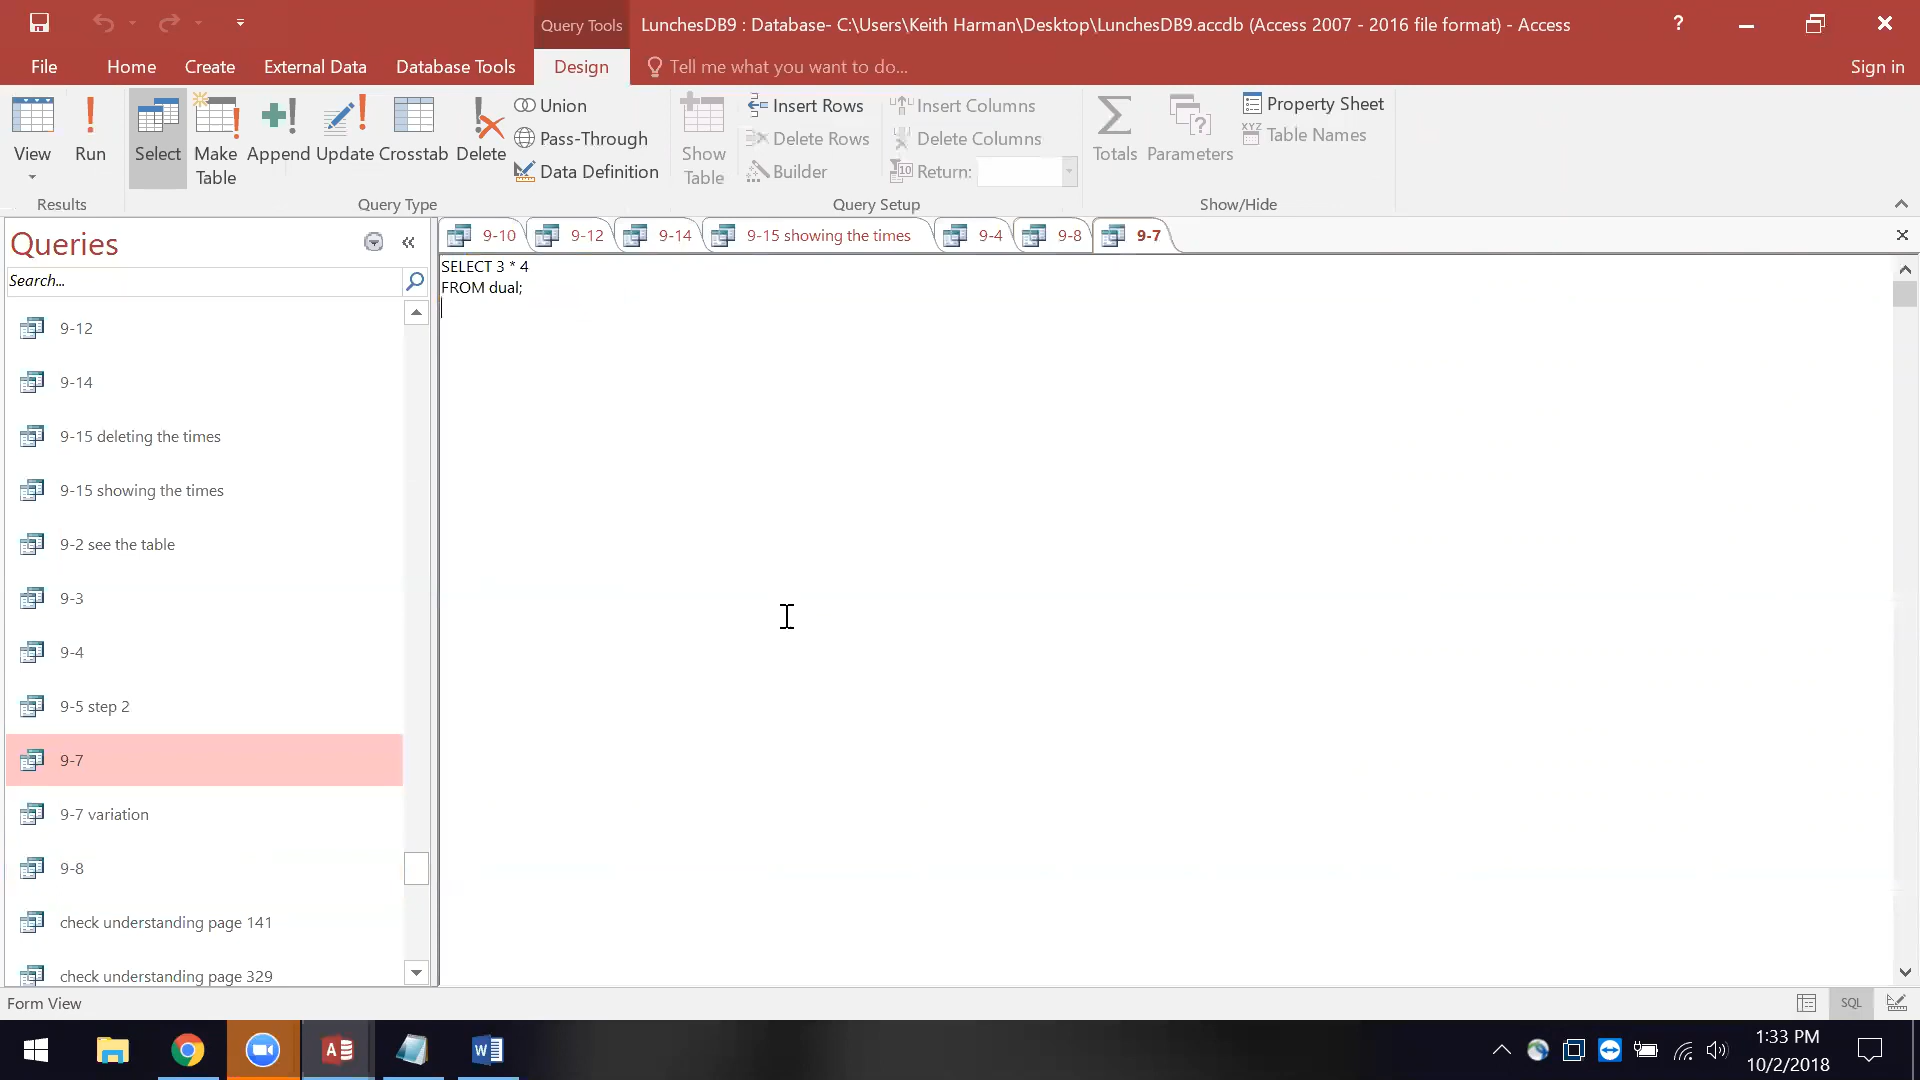 Query Tools
LunchesDB9 : Database- C:\Users\Keith Harman\Desktop\LunchesDB9.accdb (Access 2007 - 2016 file format) - Access
?
File
Home
Create
External Data
Database Tools
Design
Tell me what you want to do...
Sign in
View
Run
Select
Make Table
Append
Update
Crosstab
Delete
Union
Pass-Through
Data Definition
Show Table
Insert Rows
Delete Rows
Builder
Insert Columns
Delete Columns
Return:
Totals
Parameters
Property Sheet
Table Names
Results
Query Type
Query Setup
Show/Hide
Queries
Search...
9-12
9-14
9-15 deleting the times
9-15 showing the times
9-2 see the table
9-3
9-4
9-5 step 2
9-7
9-7 variation
9-8
check understanding page 141
check understanding page 329
9-10
9-12
9-14
9-15 showing the times
9-4
9-8
9-7
SELECT 3 * 4
FROM dual;
Form View
SQL
1:33 PM
10/2/2018